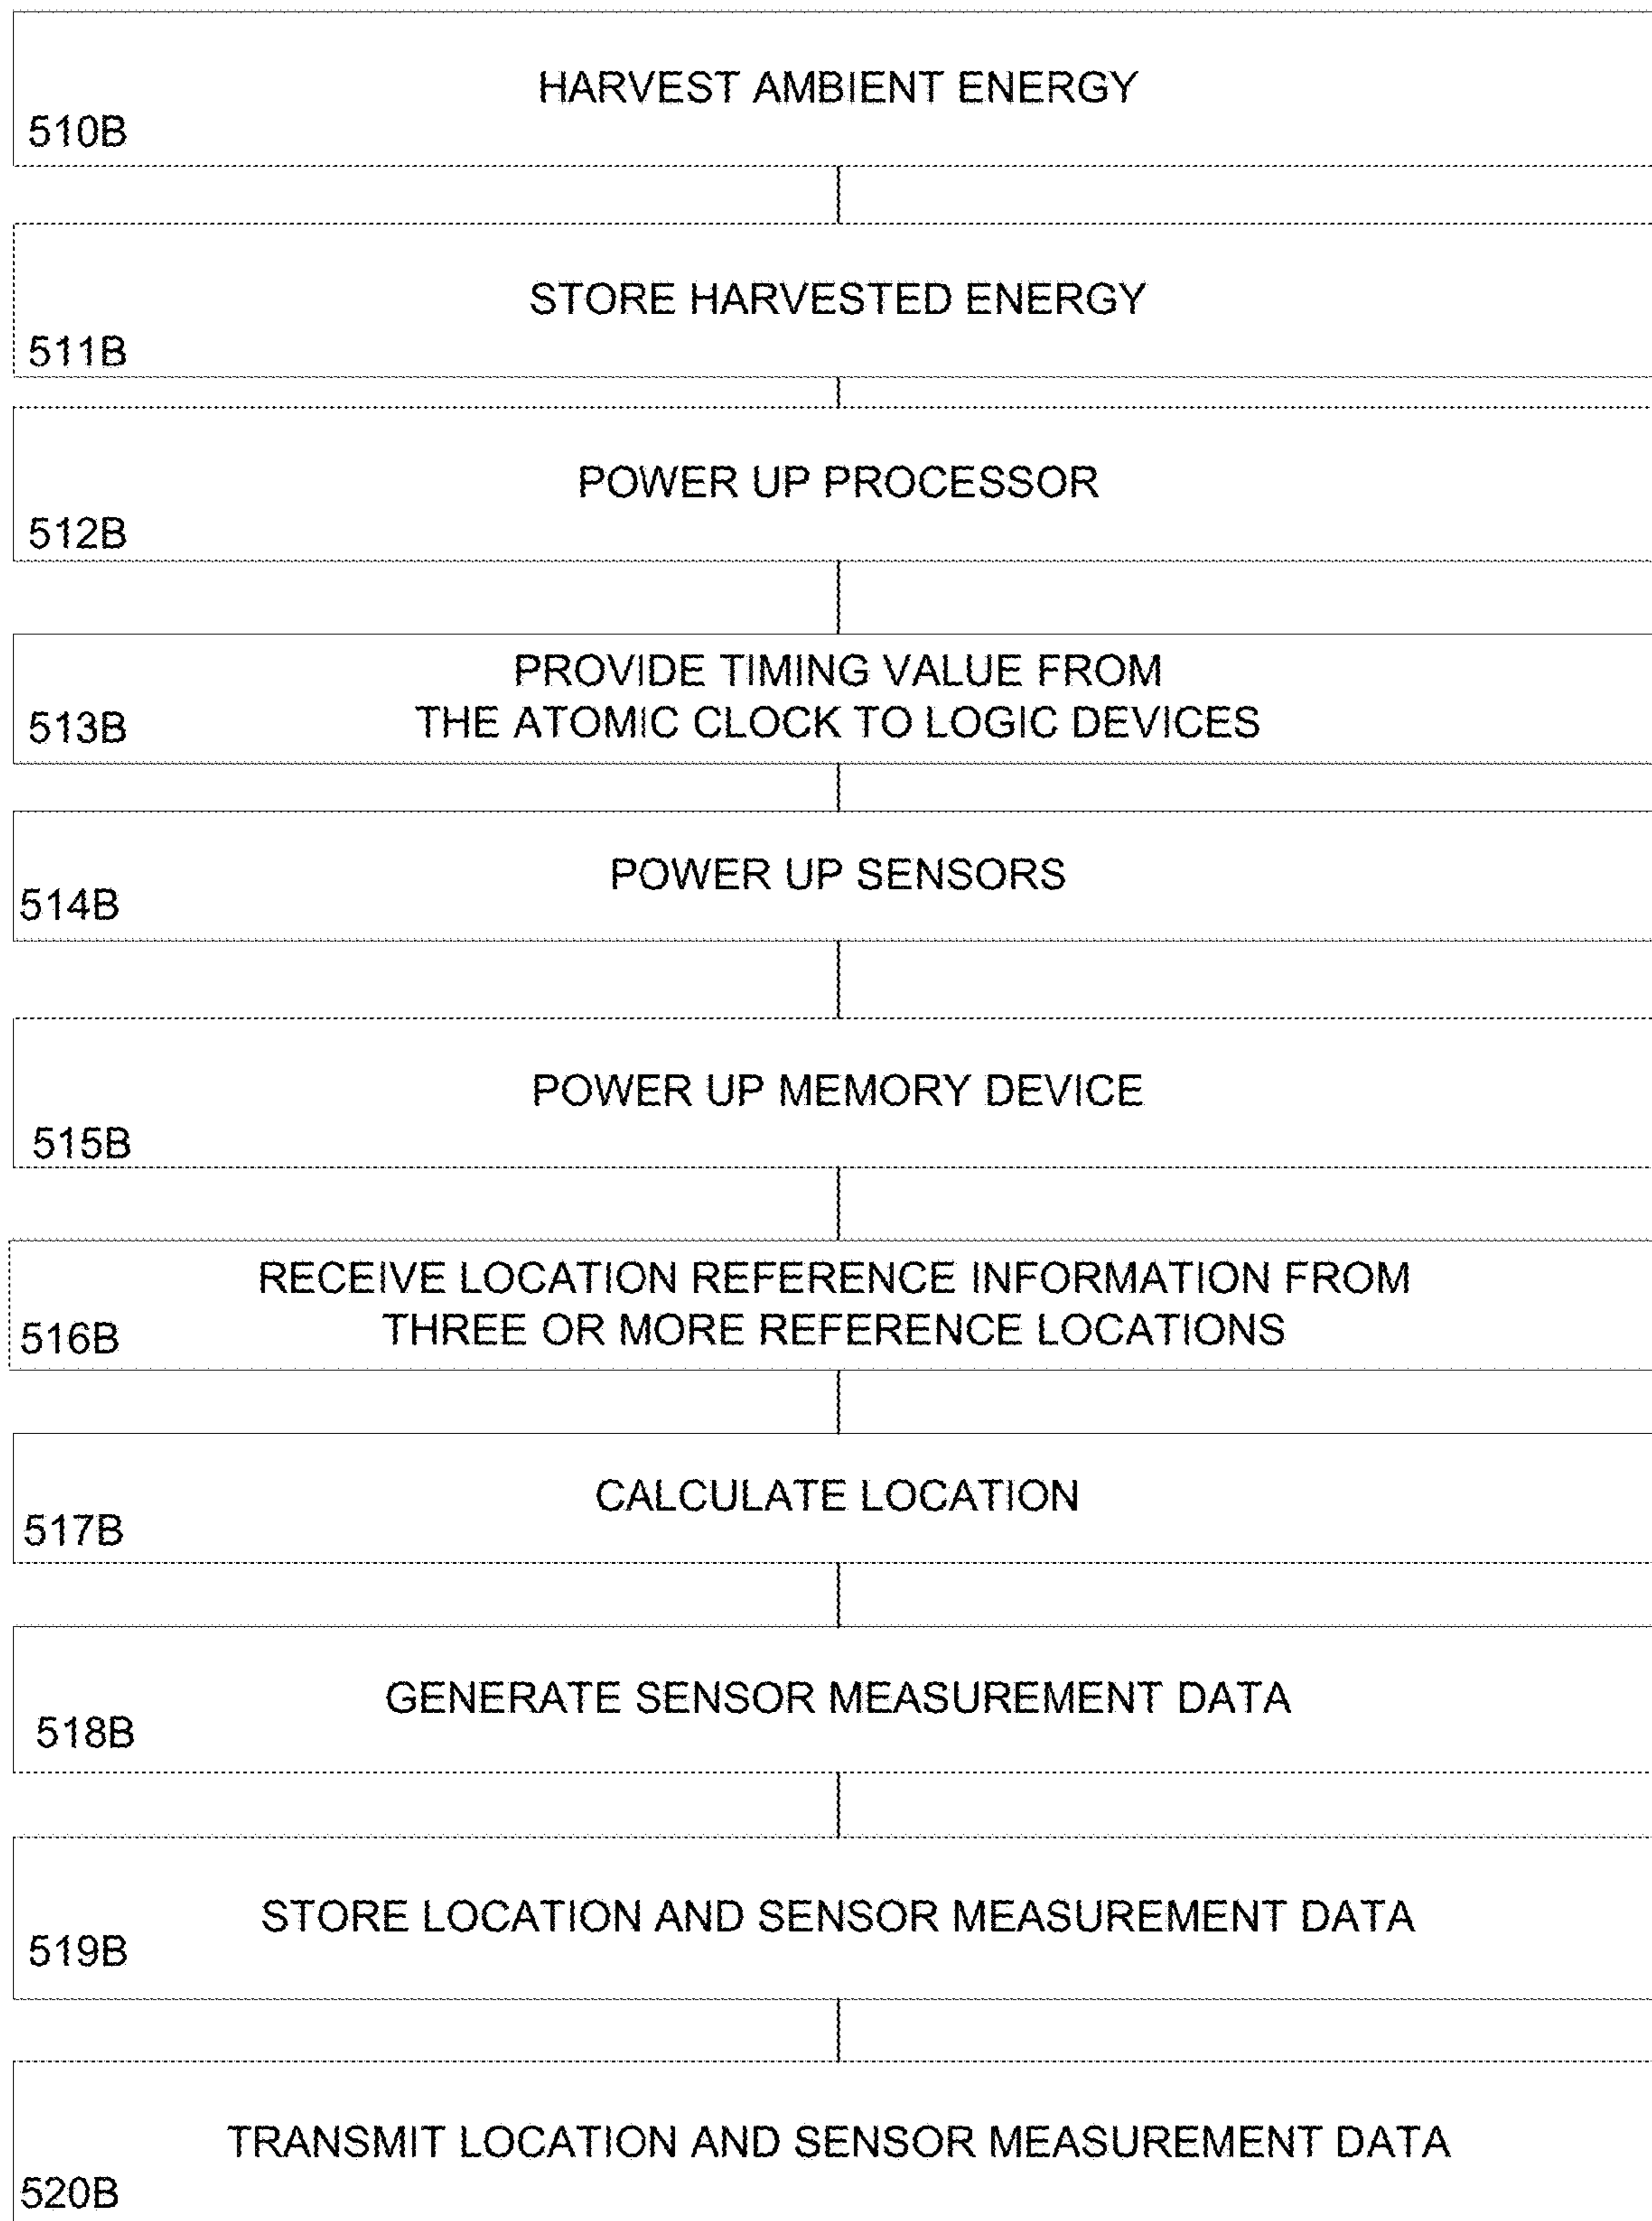 HARVEST AMBIENT ENERGY
510B
STORE HARVESTED ENERGY
511B
POWER UP PROCESSOR
512B
PROVIDE TIMING VALUE FROM
THE ATOMIC CLOCK TO LOGIC DEVICES
513B
POWER UP SENSORS
514B
POWER UP MEMORY DEVICE
515B
RECEIVE LOCATION REFERENCE INFORMATION FROM
THREE OR MORE REFERENCE LOCATIONS
516B
CALCULATE LOCATION
517B
GENERATE SENSOR MEASUREMENT DATA
518B
STORE LOCATION AND SENSOR MEASUREMENT DATA
519B
TRANSMIT LOCATION AND SENSOR MEASUREMENT DATA
520B